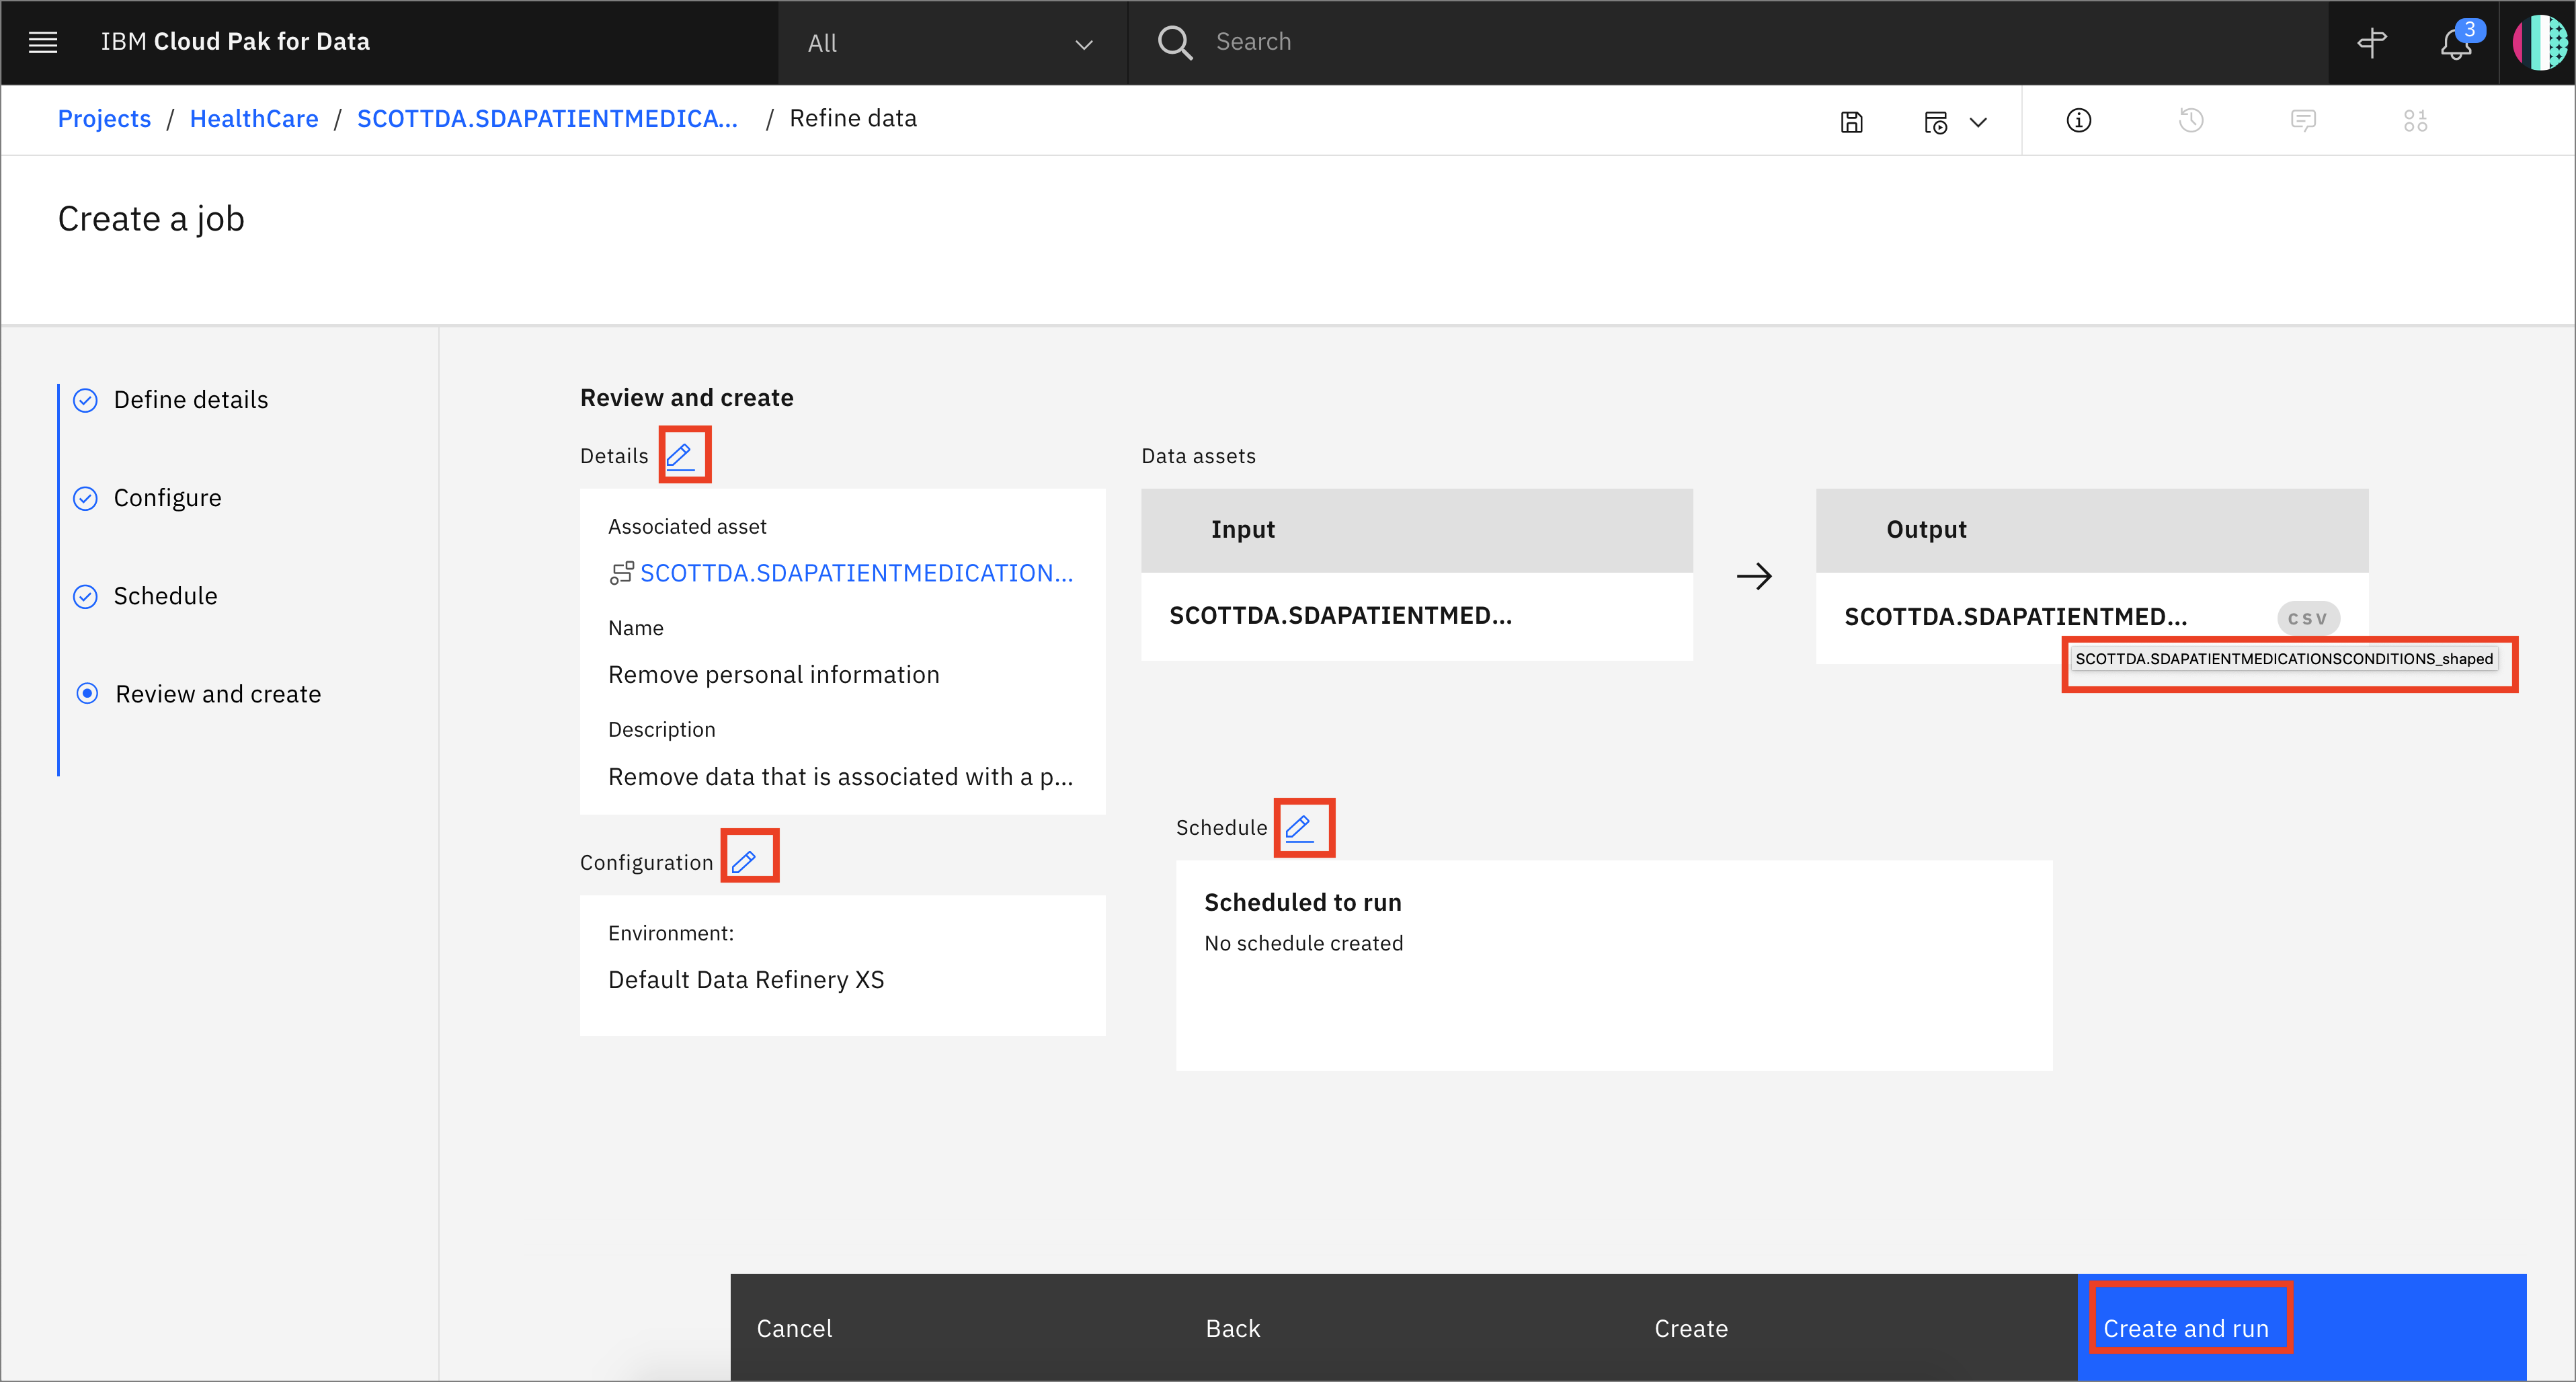 IBM Cloud Pak for Data
All
Search
3
Projects / HealthCare / SCOTTDA.SDAPATIENTMEDICA... / Refine data
Create a job
Define details
Configure
Schedule
Review and create
Review and create
Details
Associated asset
SCOTTDA.SDAPATIENTMEDICATION...
Name
Remove personal information
Description
Remove data that is associated with a p...
Configuration
Environment:
Default Data Refinery XS
Data assets
Input
SCOTTDA.SDAPATIENTMED...
Output
SCOTTDA.SDAPATIENTMED...
CSV
SCOTTDA.SDAPATIENTMEDICATIONSCONDITIONS_shaped
Schedule
Scheduled to run
No schedule created
Cancel
Back
Create
Create and run